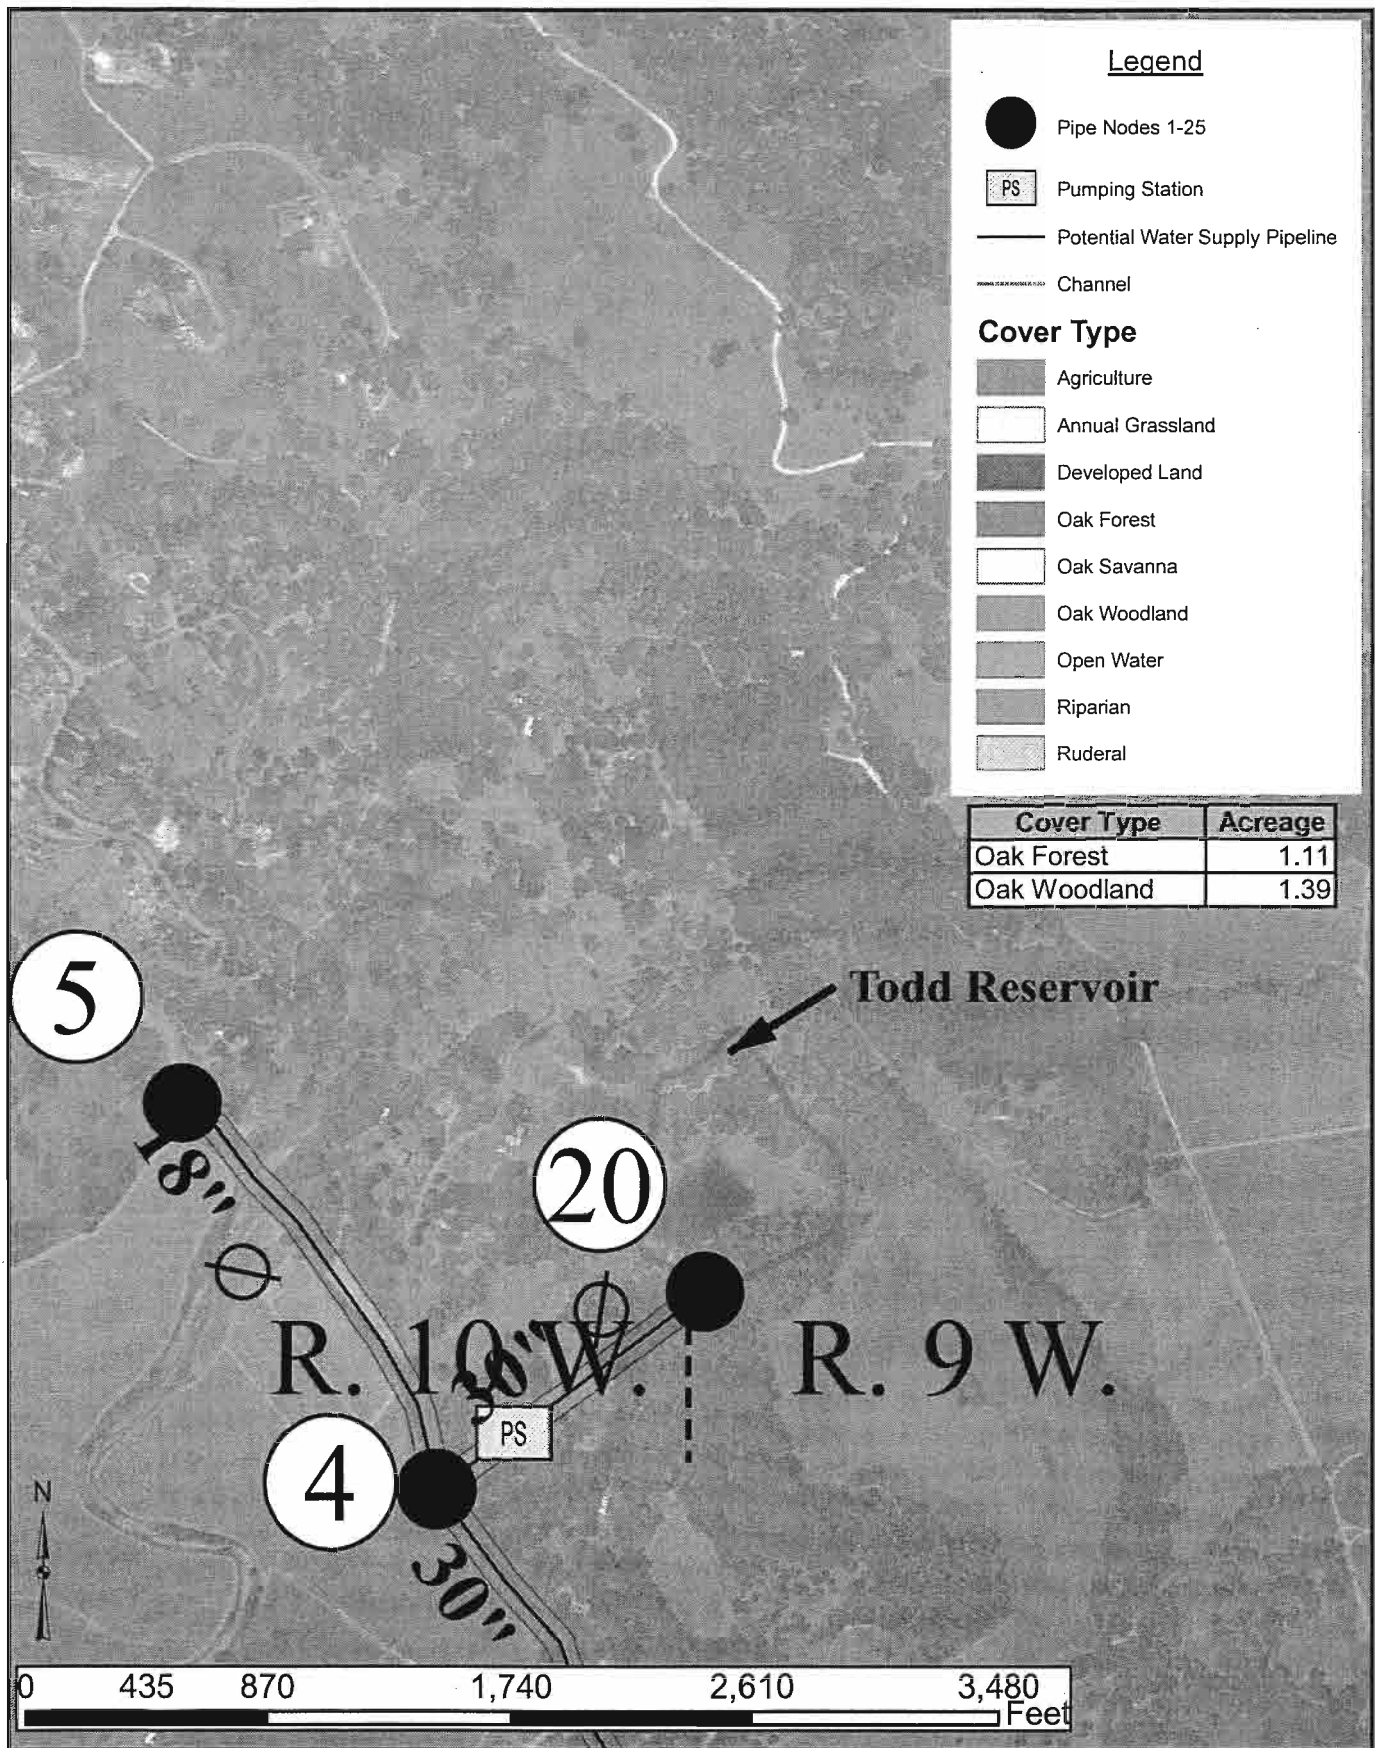 Legend
Pipe Nodes 1-25
PS Pumping Station
Potential Water Supply Pipeline
Channel
Cover Type
Agriculture
Annual Grassland
Developed Land
Oak Forest
Oak Savanna
Oak Woodland
Open Water
Riparian
Ruderal
Cover Type Acreage
Oak Forest 1.11
Oak Woodland 1.39
5
Todd Reservoir
18"
20
R. 10 W.
30"
R. 9 W.
PS
4
N
30"
0 435 870 1,740 2,610 3,480
Feet